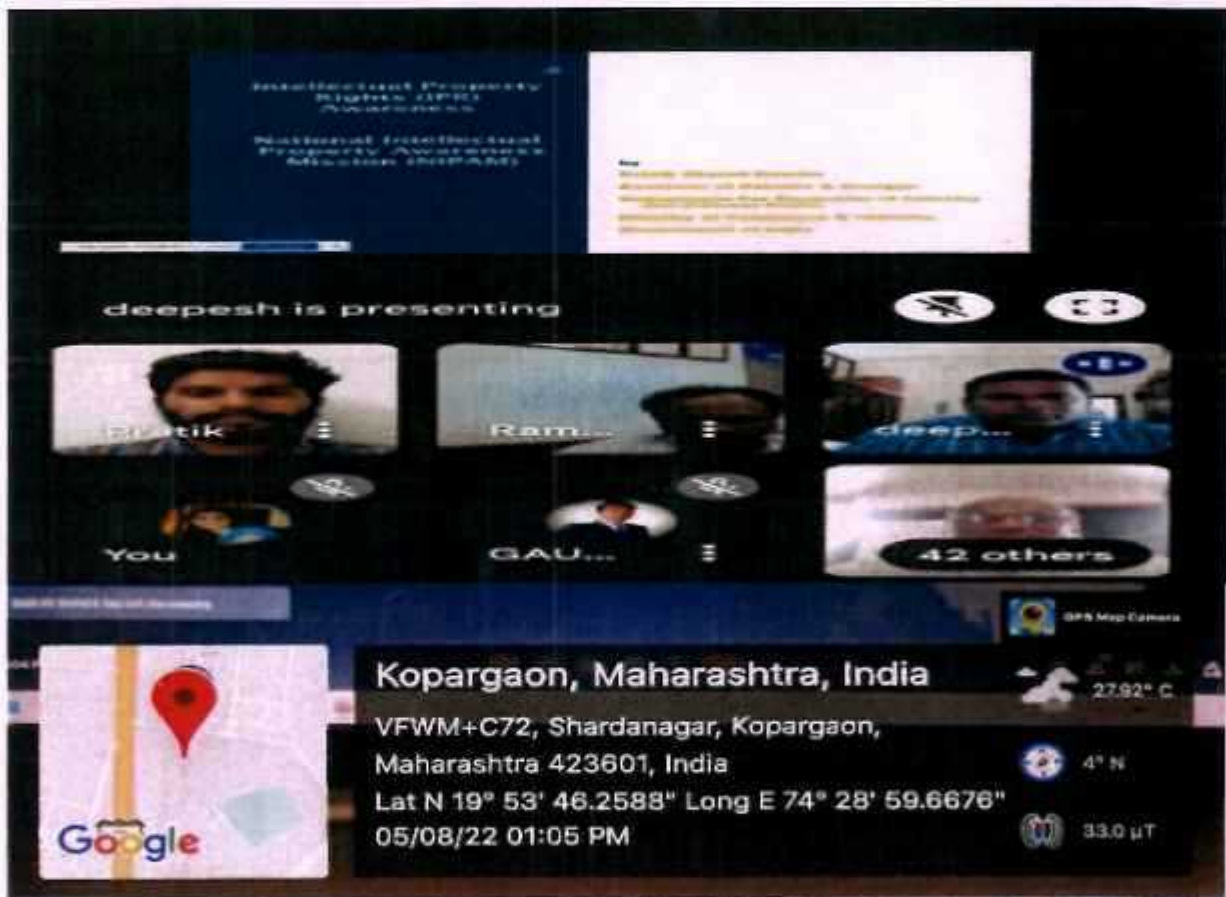 Intellectual Property
Rights (IPR)
Awareness
National Intellectual
Property Awareness
Mission (NIPAM)
deepesh is presenting
Pratik
Ram...
deep...
You
GAU...
42 others
GPS Map Camera
Google
Kopargaon, Maharashtra, India
VFWM+C72, Shardanagar, Kopargaon,
Maharashtra 423601, India
Lat N 19° 53' 46.2588" Long E 74° 28' 59.6676"
05/08/22 01:05 PM
27.92° C
4° N
33.0 µT